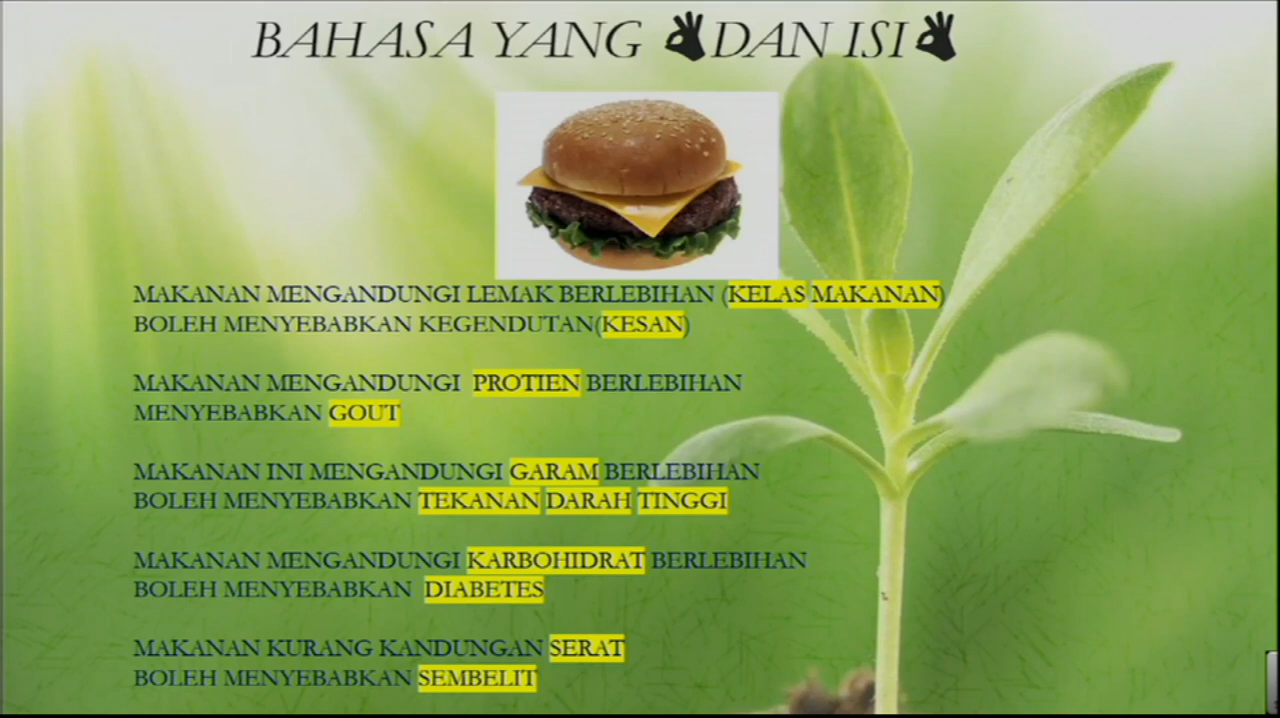 BAHASA YANG 👌DAN ISI👌
MAKANAN MENGANDUNGI LEMAK BERLEBIHAN (KELAS MAKANAN)
BOLEH MENYEBABKAN KEGENDUTAN(KESAN)
MAKANAN MENGANDUNGI PROTIEN BERLEBIHAN
MENYEBABKAN GOUT
MAKANAN INI MENGANDUNGI GARAM BERLEBIHAN
BOLEH MENYEBABKAN TEKANAN DARAH TINGGI
MAKANAN MENGANDUNGI KARBOHIDRAT BERLEBIHAN
BOLEH MENYEBABKAN DIABETES
MAKANAN KURANG KANDUNGAN SERAT
BOLEH MENYEBABKAN SEMBELIT